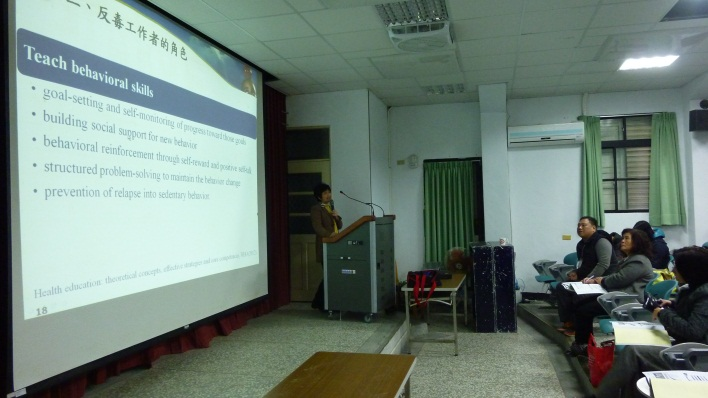 二、反毒工作者的角色
Teach behavioral skills
• goal-setting and self-monitoring of progress toward those goals
• building social support for new behavior
• behavioral reinforcement through self-reward and positive self-talk
• structured problem-solving to maintain the behavior change
• prevention of relapse into sedentary behavior.
Health education: theoretical concepts, effective strategies and core competencies,
18